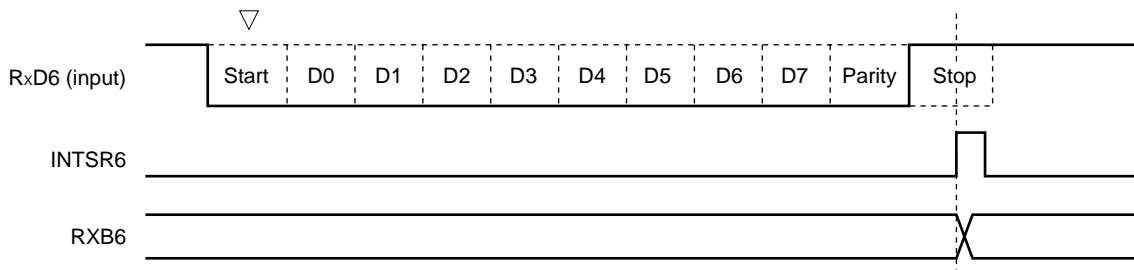 RxD6 (input) Start D0 D1 D2 D3 D4 D5 D6 D7 Parity Stop
INTSR6
RXB6